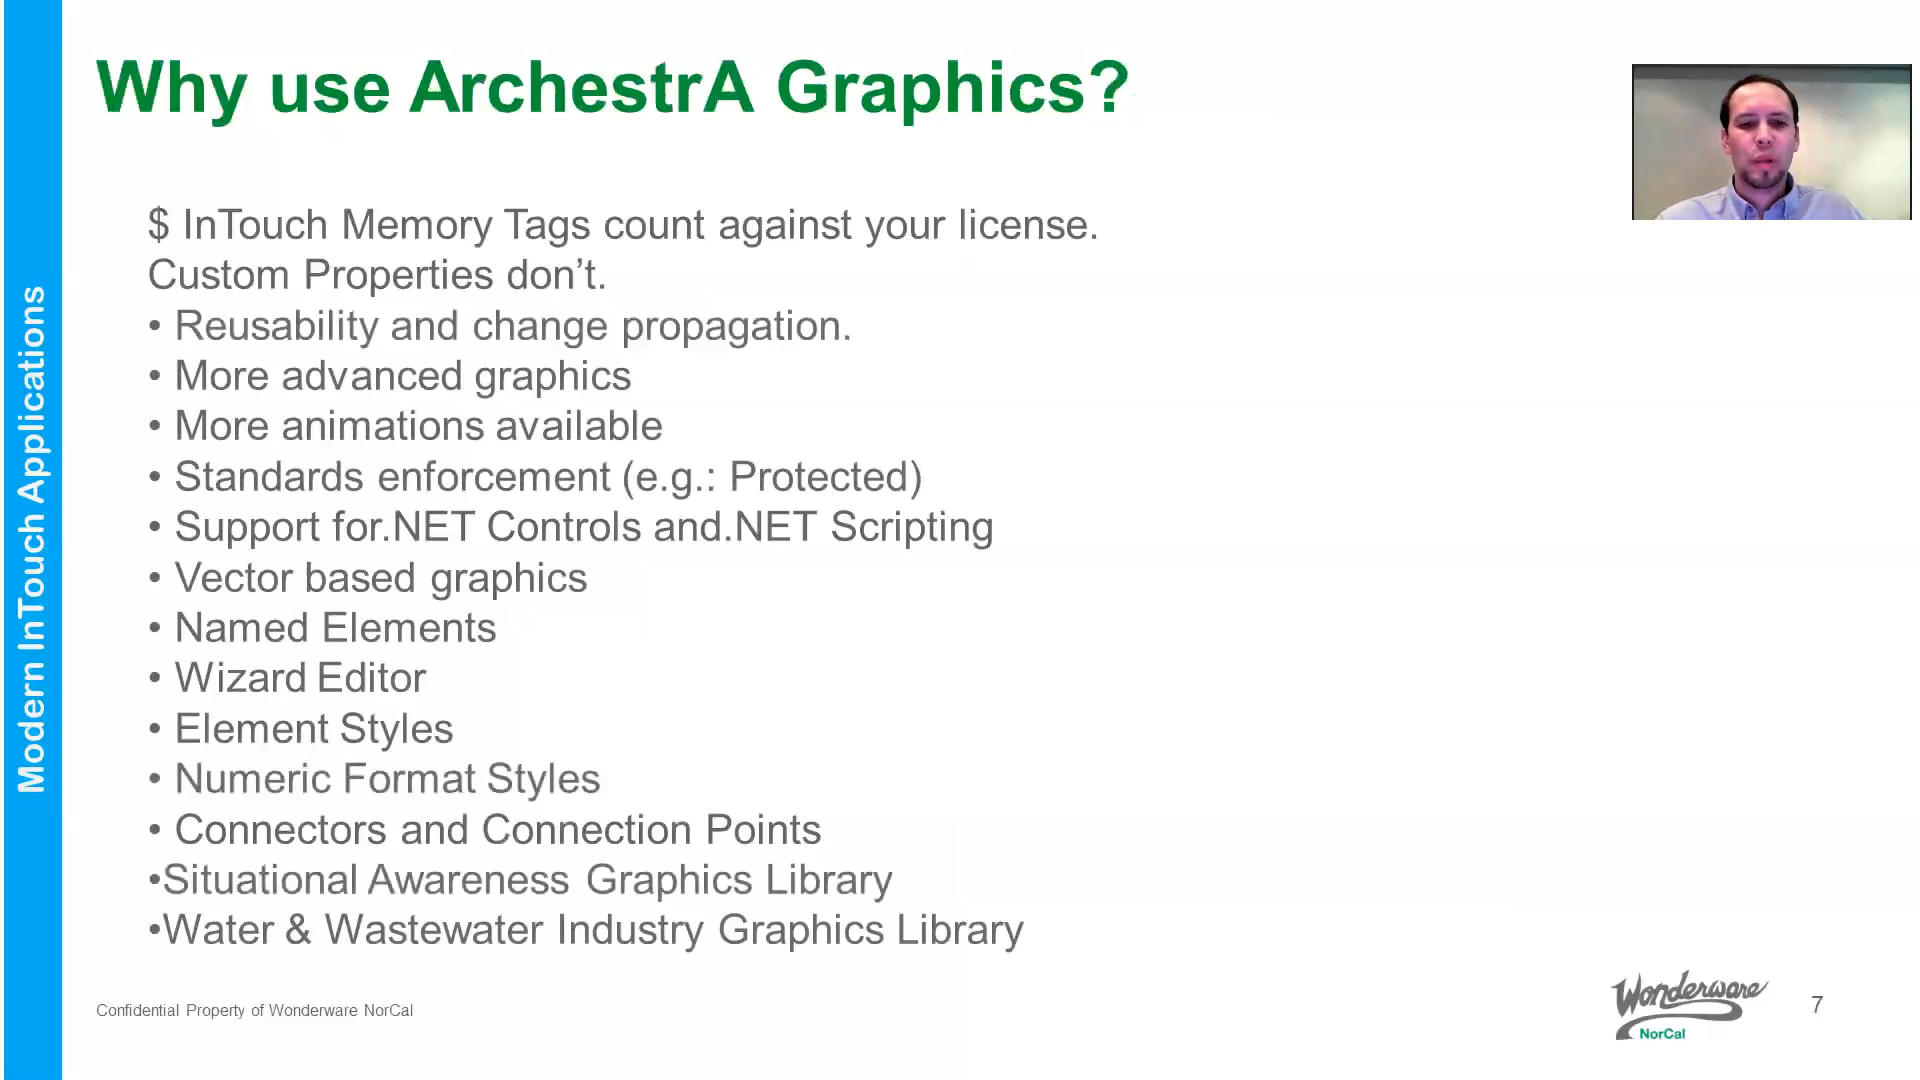 Why use ArchestrA Graphics?
$ InTouch Memory Tags count against your license.
Custom Properties don’t.
• Reusability and change propagation.
• More advanced graphics
• More animations available
• Standards enforcement (e.g.: Protected)
• Support for.NET Controls and.NET Scripting
• Vector based graphics
• Named Elements
• Wizard Editor
• Element Styles
• Numeric Format Styles
• Connectors and Connection Points
•Situational Awareness Graphics Library
•Water & Wastewater Industry Graphics Library
Modern InTouch Applications
Confidential Property of Wonderware NorCal
Wonderware
NorCal
7